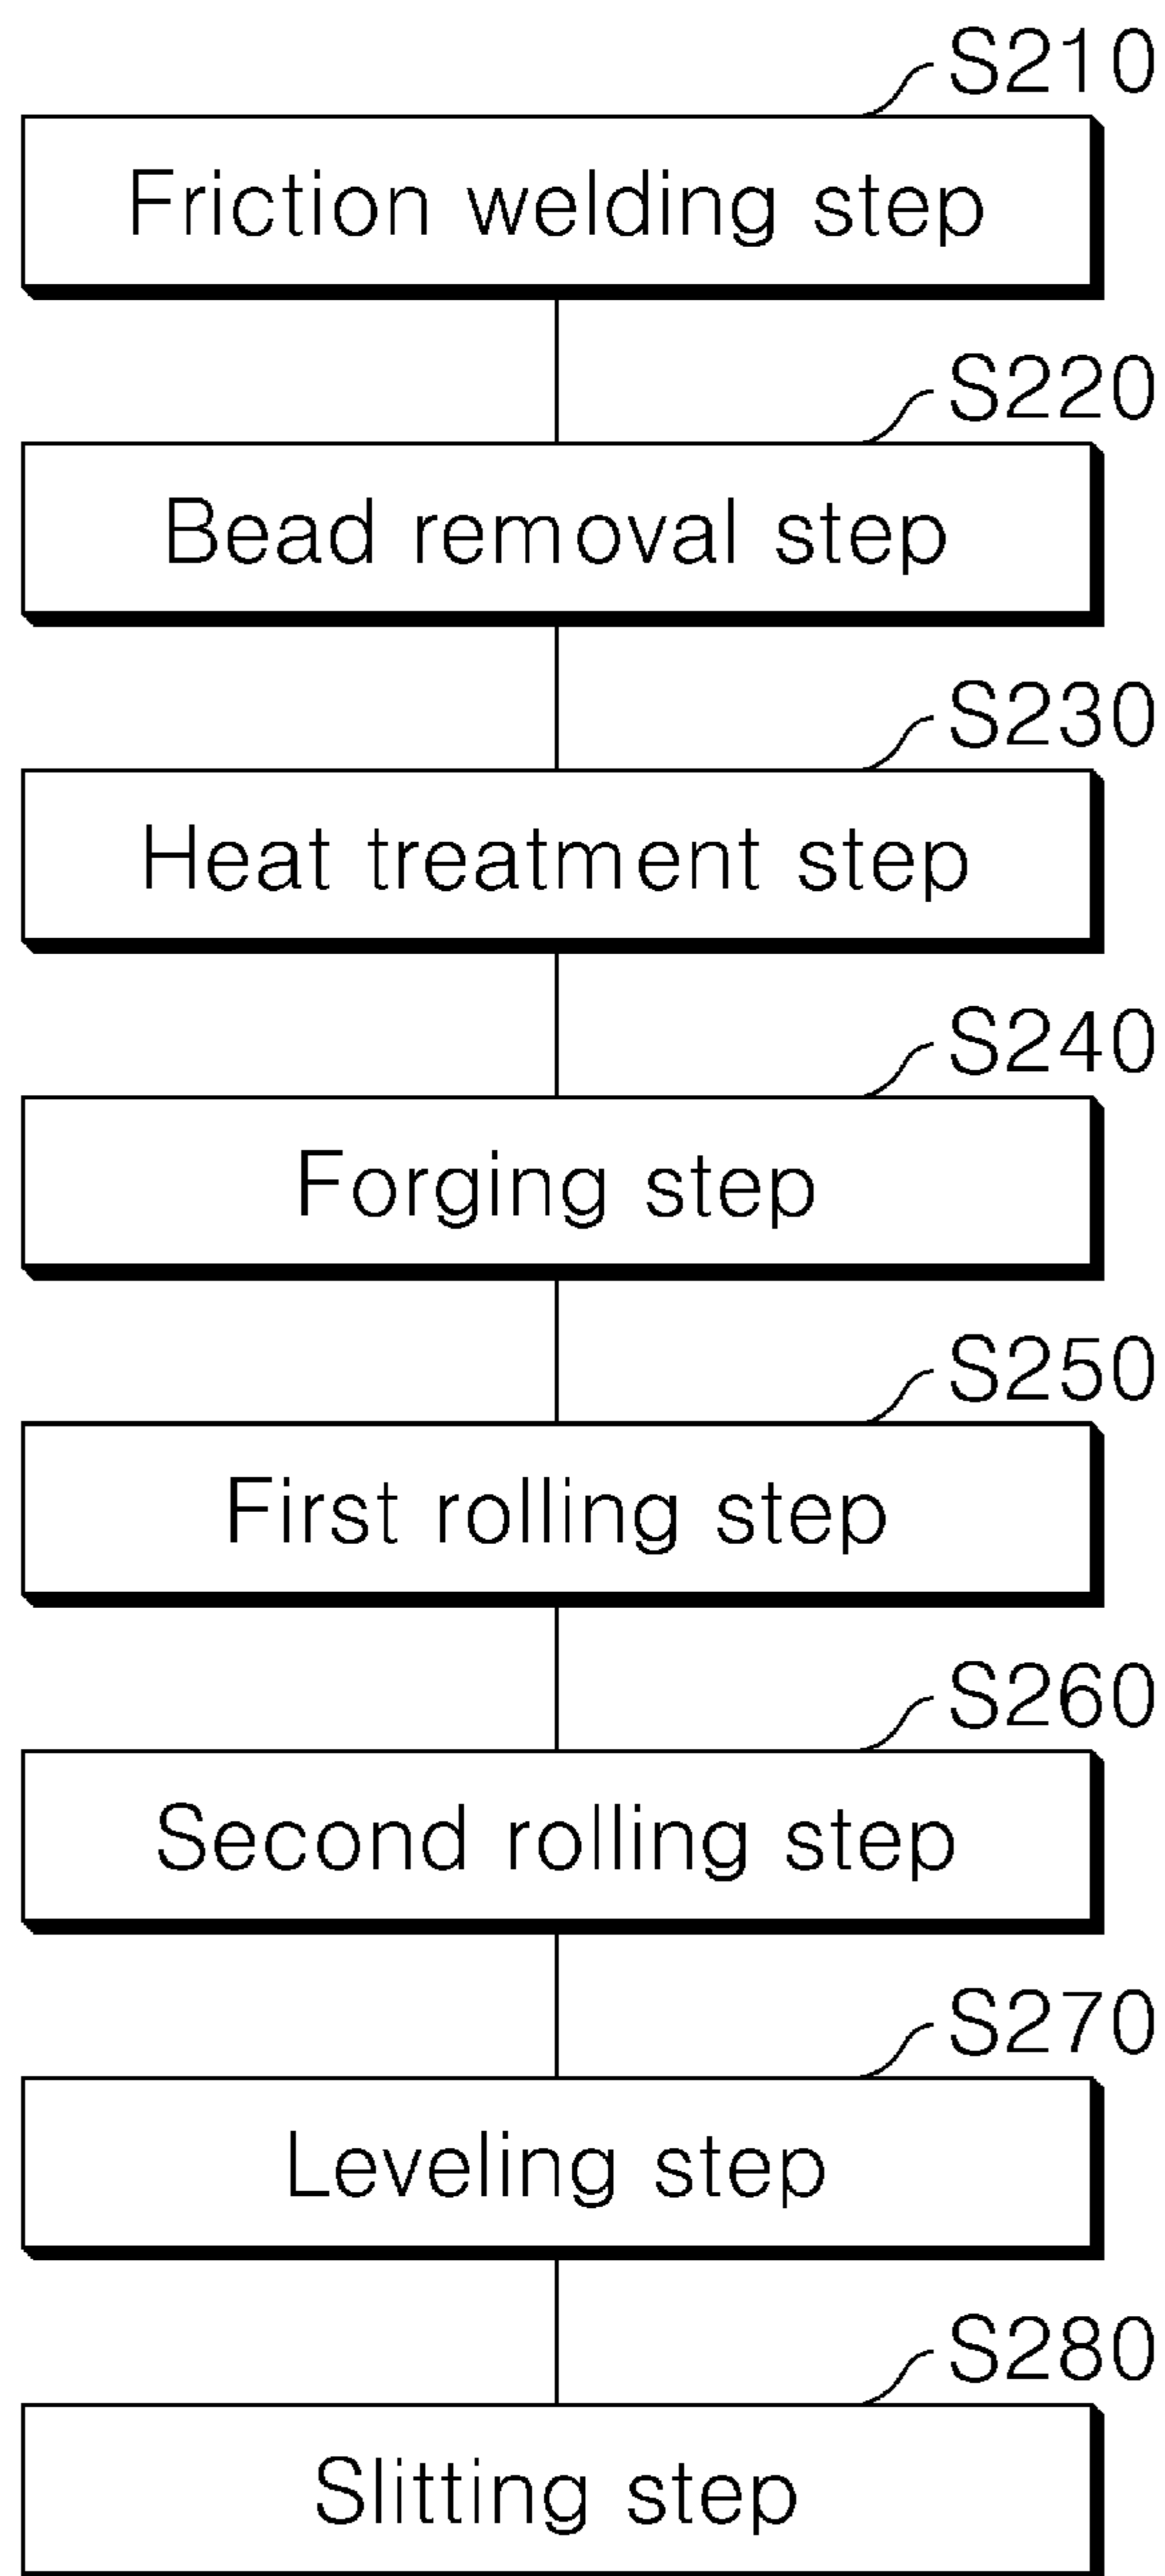 S210
Friction welding step
S220
Bead removal step
S230
Heat treatment step
S240
Forging step
S250
First rolling step
S260
Second rolling step
S270
Leveling step
S280
Slitting step